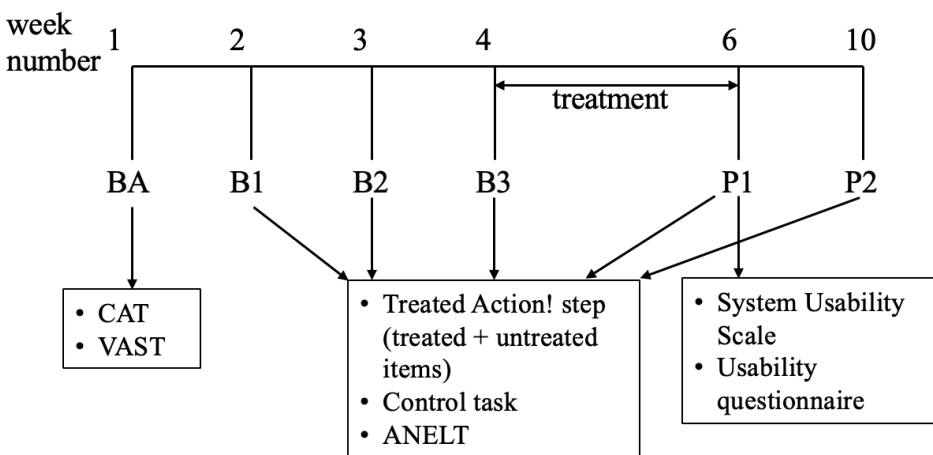 week
number
1 2 3 4 6 10
treatment
BA B1 B2 B3 P1 P2
• CAT
• VAST
• Treated Action! step
(treated + untreated
items)
• Control task
• ANELT
• System Usability
Scale
• Usability
questionnaire